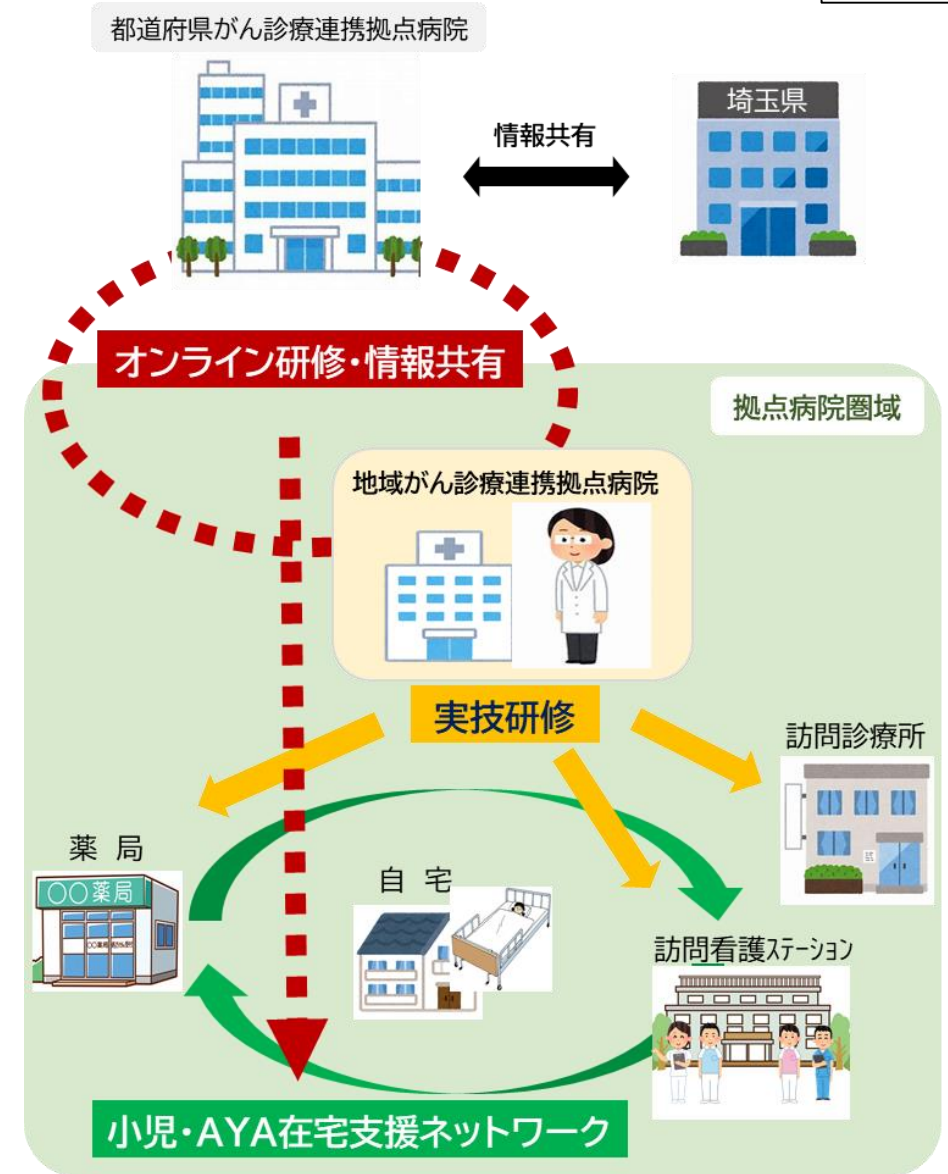 都道府県がん診療連携拠点病院
埼玉県
情報共有
オンライン研修・情報共有
拠点病院圏域
地域がん診療連携拠点病院
実技研修
訪問診療所
薬 局
〇〇薬局
自 宅
訪問看護ステーション
小児・AYA在宅支援ネットワーク